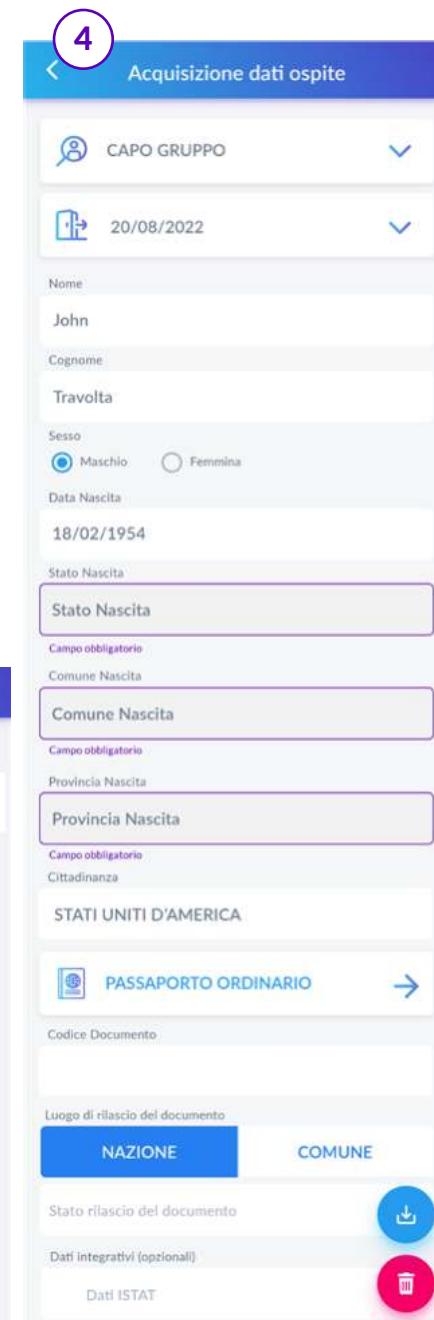 4
Acquisizione dati ospite
CAPO GRUPPO
20/08/2022
Nome
John
Cognome
Travolta
Sesso
Maschio Femmina
Data Nascita
18/02/1954
Stato Nascita
Stato Nascita
Campo obbligatorio
Comune Nascita
Comune Nascita
Campo obbligatorio
Provincia Nascita
Provincia Nascita
Campo obbligatorio
Cittadinanza
STATI UNITI D'AMERICA
PASSAPORTO ORDINARIO
Codice Documento
Luogo di rilascio del documento
NAZIONE COMUNE
Stato rilascio del documento
Dati integrativi (opzionali)
Dati ISTAT